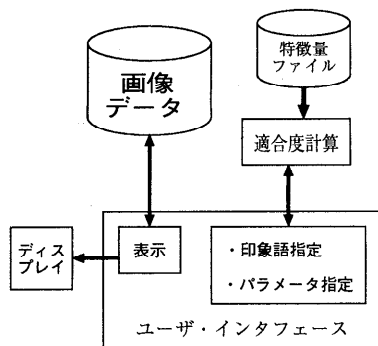 画像
データ
特徴量
ファイル
適合度計算
ディス
プレイ
表示
・印象語指定
・パラメータ指定
ユーザ・インタフェース